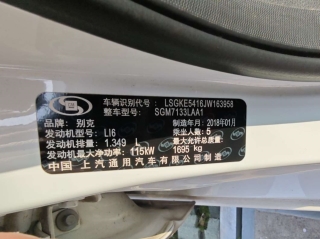 车辆识别代号：LSGKE5416JW163958
整车型号：SGM7133LAA1
品牌：别克 制造年月：2018年01月
发动机型号：LI6 乘坐人数：5
发动机排量：1.349 L 最大允许总质量：
发动机最大净功率：115kW 1695 kg
中国 上汽通用汽车有限公司制造